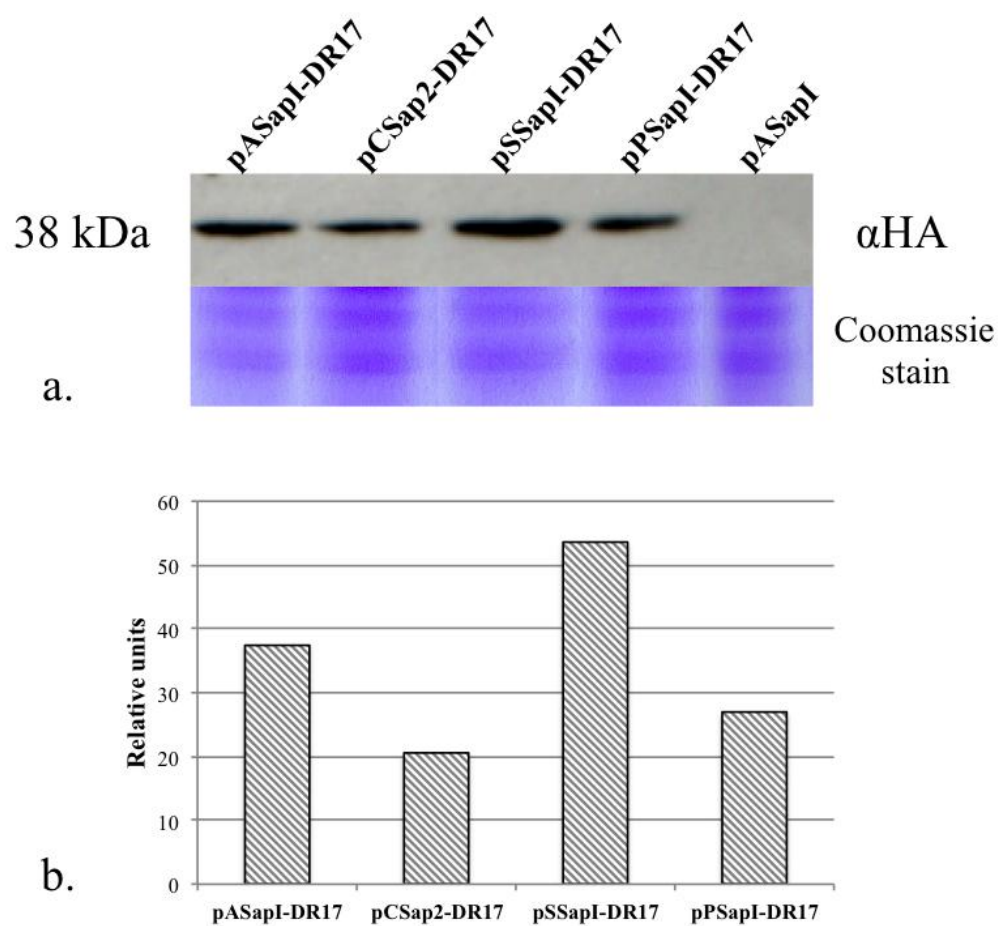 pASapI-DR17
pCSap2-DR17
pSSapI-DR17
pPSapI-DR17
pASapI
38 kDa
αHA
Coomassie
stain
a.
60
50
40
30
20
10
0
Relative units
pASapI-DR17
pCSap2-DR17
pSSapI-DR17
pPSapI-DR17
b.